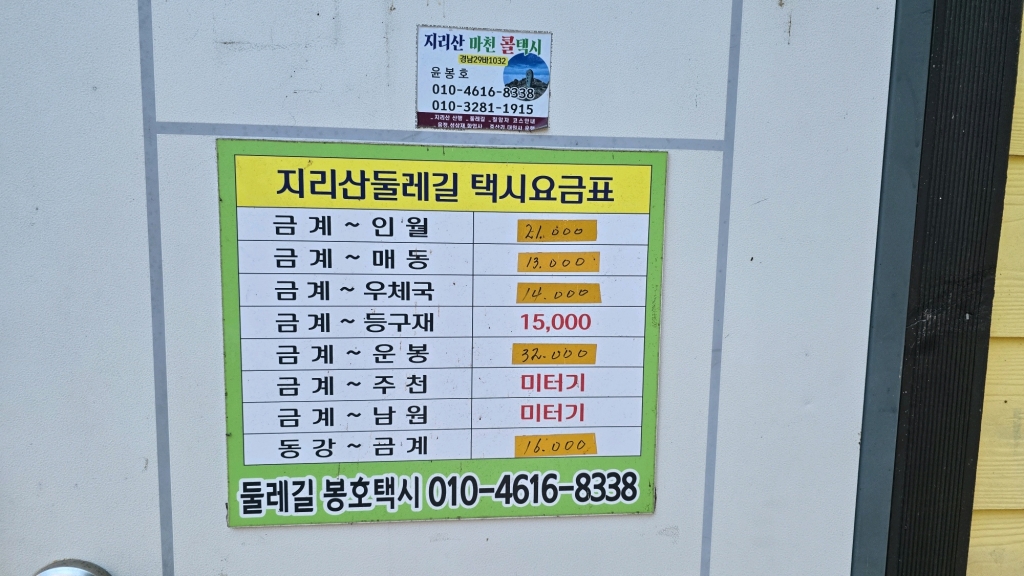 지리산 마천 콜택시
경남29바1032
윤봉호
010-4616-8338
010-3281-1915
지리산둘레길 택시요금표
금계~인월 21.000
금계~매동 13.000
금계~우체국 14.000
금계~등구재 15,000
금계~운봉 32.000
금계~주천 미터기
금계~남원 미터기
동강~금계 16.000
둘레길 봉호택시 010-4616-8338